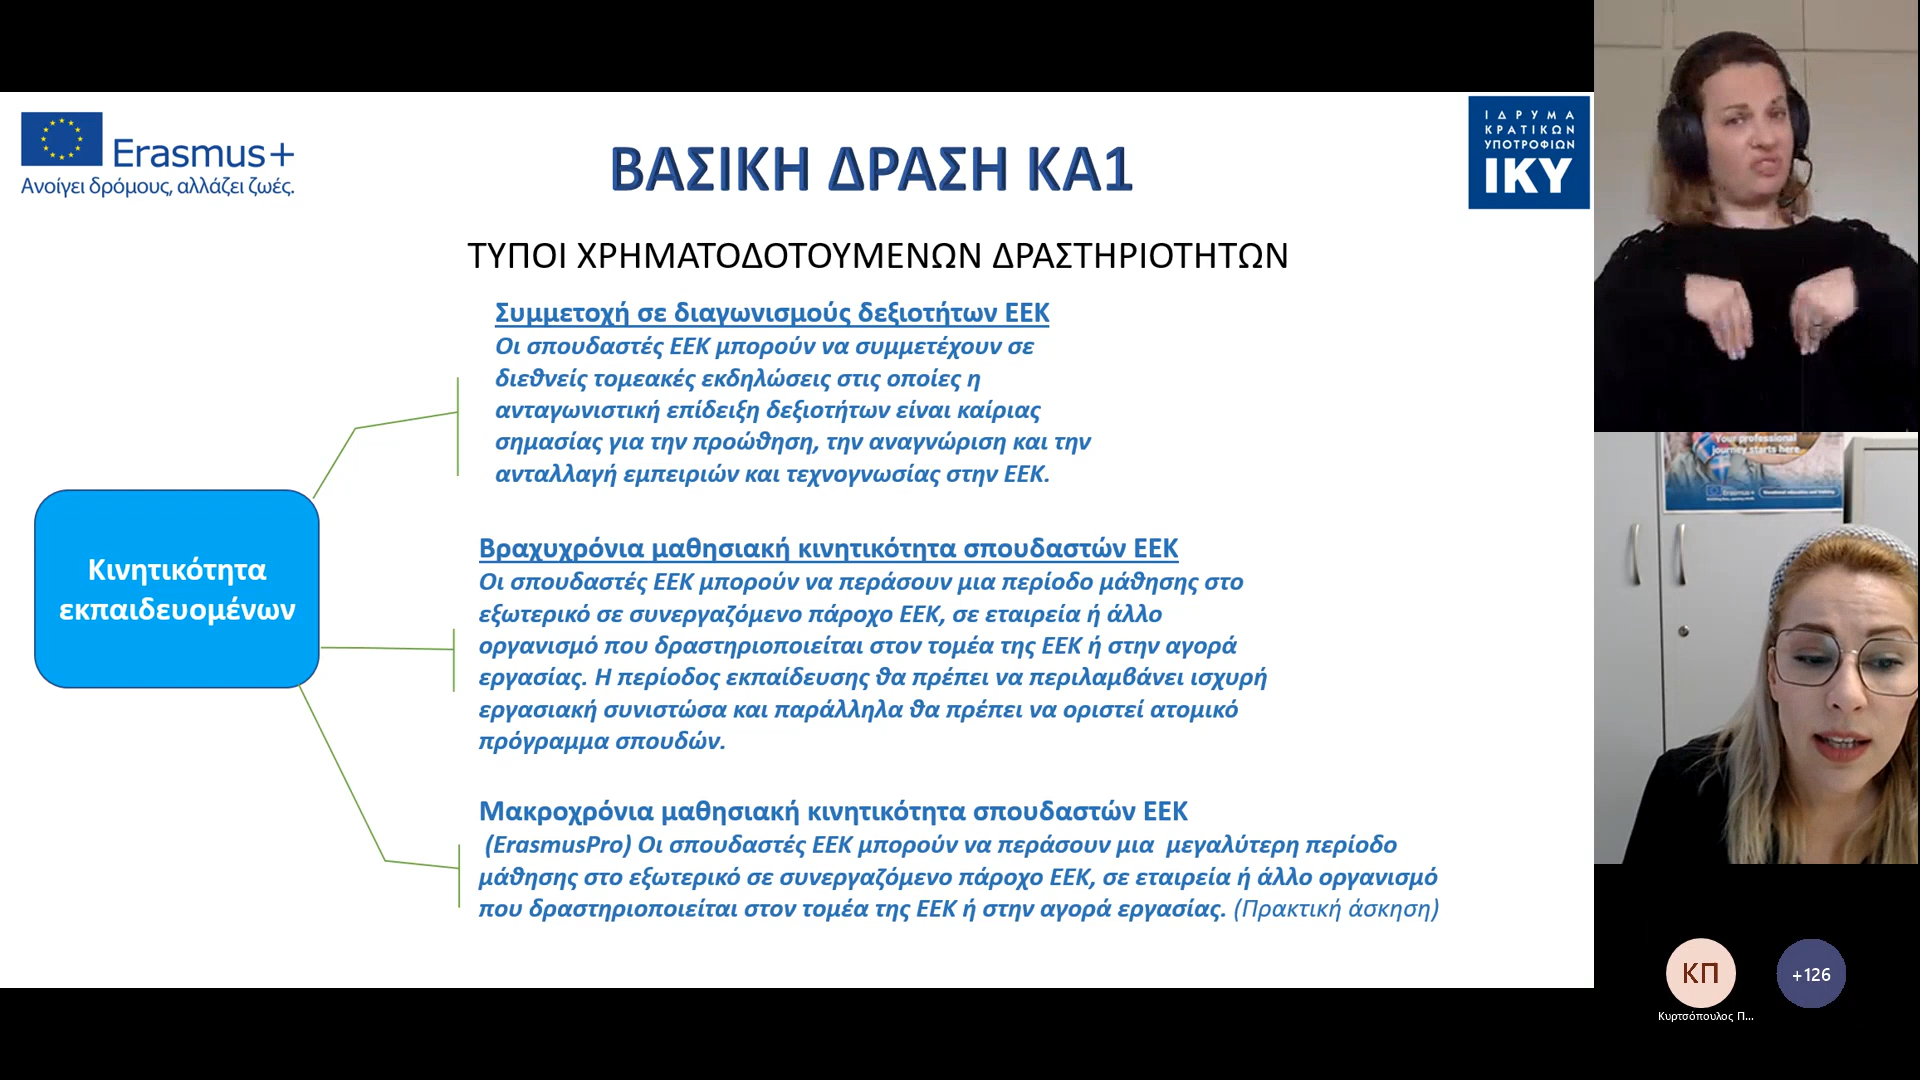 Erasmus+
Ανοίγει δρόμους, αλλάζει ζωές.
ΒΑΣΙΚΗ ΔΡΑΣΗ ΚΑ1
ΙΔΡΥΜΑ
ΚΡΑΤΙΚΩΝ
ΥΠΟΤΡΟΦΙΩΝ
ΙΚΥ
ΤΥΠΟΙ ΧΡΗΜΑΤΟΔΟΤΟΥΜΕΝΩΝ ΔΡΑΣΤΗΡΙΟΤΗΤΩΝ
Συμμετοχή σε διαγωνισμούς δεξιοτήτων ΕΕΚ
Οι σπουδαστές ΕΕΚ μπορούν να συμμετέχουν σε
διεθνείς τομεακές εκδηλώσεις στις οποίες η
ανταγωνιστική επίδειξη δεξιοτήτων είναι καίριας
σημασίας για την προώθηση, την αναγνώριση και την
ανταλλαγή εμπειριών και τεχνογνωσίας στην ΕΕΚ.
Κινητικότητα
εκπαιδευομένων
Βραχυχρόνια μαθησιακή κινητικότητα σπουδαστών ΕΕΚ
Οι σπουδαστές ΕΕΚ μπορούν να περάσουν μια περίοδο μάθησης στο
εξωτερικό σε συνεργαζόμενο πάροχο ΕΕΚ, σε εταιρεία ή άλλο
οργανισμό που δραστηριοποιείται στον τομέα της ΕΕΚ ή στην αγορά
εργασίας. Η περίοδος εκπαίδευσης θα πρέπει να περιλαμβάνει ισχυρή
εργασιακή συνιστώσα και παράλληλα θα πρέπει να οριστεί ατομικό
πρόγραμμα σπουδών.
Μακροχρόνια μαθησιακή κινητικότητα σπουδαστών ΕΕΚ
(ErasmusPro) Οι σπουδαστές ΕΕΚ μπορούν να περάσουν μια μεγαλύτερη περίοδο
μάθησης στο εξωτερικό σε συνεργαζόμενο πάροχο ΕΕΚ, σε εταιρεία ή άλλο οργανισμό
που δραστηριοποιείται στον τομέα της ΕΕΚ ή στην αγορά εργασίας. (Πρακτική άσκηση)
Your professional
journey starts here
Erasmus+
Vocational education and training
ΚΠ
+126
Κυρτσόπουλος Π...